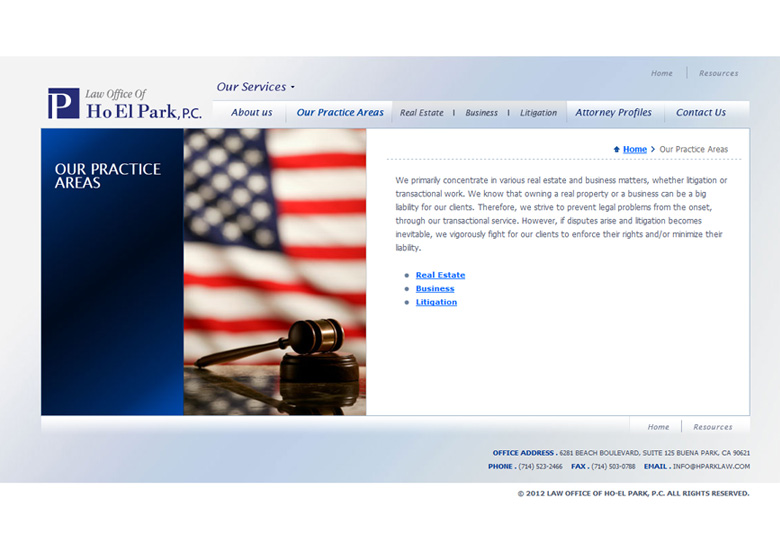 Home Resources
Our Services
Law Office Of
Ho El Park, P.C.
P
About us Our Practice Areas Real Estate Business Litigation Attorney Profiles Contact Us
OUR PRACTICE
AREAS
Home > Our Practice Areas
We primarily concentrate in various real estate and business matters, whether litigation or
transactional work. We know that owning a real property or a business can be a big
liability for our clients. Therefore, we strive to prevent legal problems from the onset,
through our transactional service. However, if disputes arise and litigation becomes
inevitable, we vigorously fight for our clients to enforce their rights and/or minimize their
liability.
Real Estate
Business
Litigation
Home Resources
OFFICE ADDRESS . 6281 BEACH BOULEVARD, SUITE 125 BUENA PARK, CA 90621
PHONE . (714) 523-2466 FAX . (714) 503-0788 EMAIL . INFO@HPARKLAW.COM
© 2012 LAW OFFICE OF HO-EL PARK, P.C. ALL RIGHTS RESERVED.